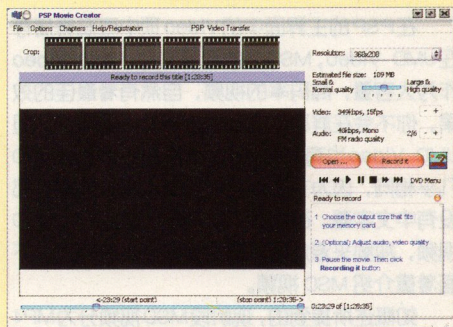 PSP Movie Creator
File Options Chapters Help/Registration PSP Video Transfer
Crop:
Resolution: 368x208
Ready to record this title [1:28:35]
Estimated file size: 109 MB
Small & Normal quality
Large & High quality
Video: 349kbps, 15fps - +
Audio: 40kbps, Mono FM radio quality 2/6 - +
Open ... Record it
DVD Menu
Ready to record
1 Choose the output size that fits
your memory card
2 (Optional) Adjust audio, video quality
3 Pause the movie. Then click
Recording it button
<-23:29 (start point) (stop point) 1:28:35->
0:23:29 of [1:28:35]